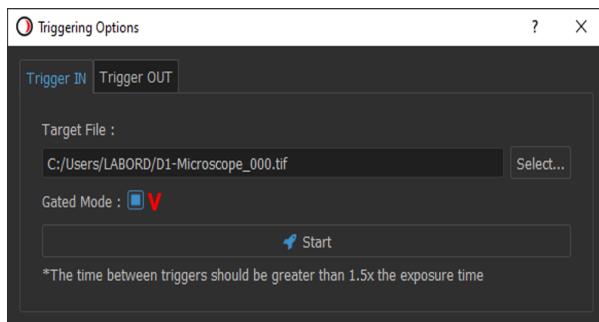 Triggering Options ?
Trigger IN Trigger OUT
Target File :
C:/Users/LABORD/D1-Microscope_000.tif Select...
Gated Mode : V
Start
*The time between triggers should be greater than 1.5x the exposure time